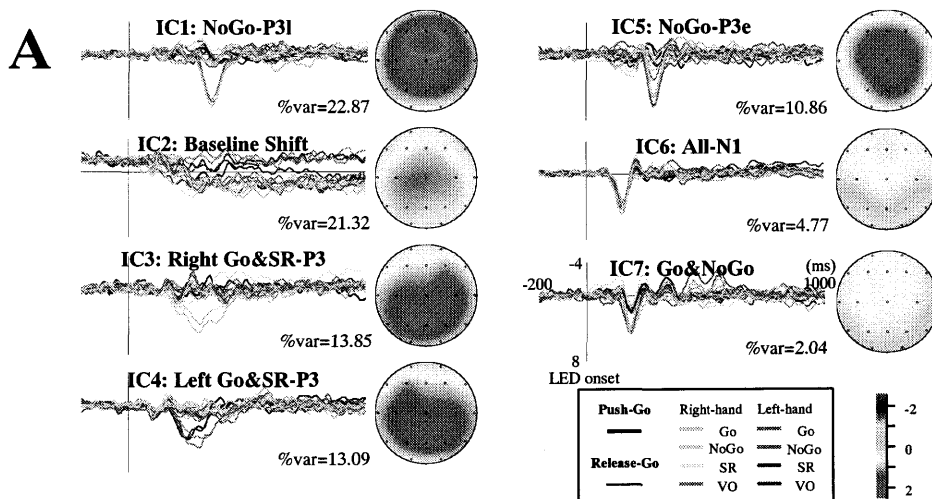 A
IC1: NoGo-P3l
%var=22.87
IC2: Baseline Shift
%var=21.32
IC3: Right Go&SR-P3
%var=13.85
IC4: Left Go&SR-P3
%var=13.09
IC5: NoGo-P3e
%var=10.86
IC6: All-N1
%var=4.77
IC7: Go&NoGo
-4
(ms)
-200
1000
%var=2.04
8
LED onset
Push-Go Right-hand Left-hand
Go Go
NoGo NoGo
Release-Go SR SR
VO VO
-2
0
2